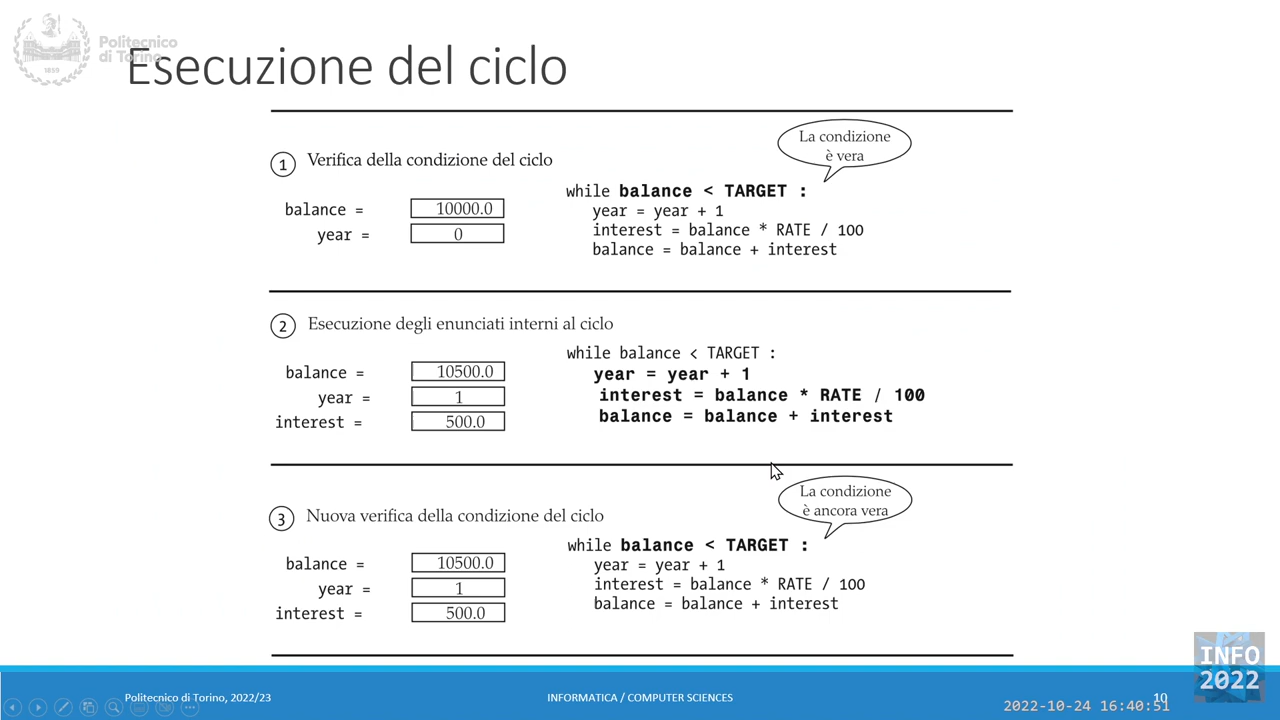 Politecnico
di Torino
1859
Esecuzione del ciclo
La condizione
è vera
1 Verifica della condizione del ciclo
balance = 10000.0
year = 0
while balance < TARGET :
year = year + 1
interest = balance * RATE / 100
balance = balance + interest
2 Esecuzione degli enunciati interni al ciclo
balance = 10500.0
year = 1
interest = 500.0
while balance < TARGET :
year = year + 1
interest = balance * RATE / 100
balance = balance + interest
La condizione
è ancora vera
3 Nuova verifica della condizione del ciclo
balance = 10500.0
year = 1
interest = 500.0
while balance < TARGET :
year = year + 1
interest = balance * RATE / 100
balance = balance + interest
INFO
2022
Politecnico di Torino, 2022/23
INFORMATICA / COMPUTER SCIENCES
10
2022-10-24 16:40:51